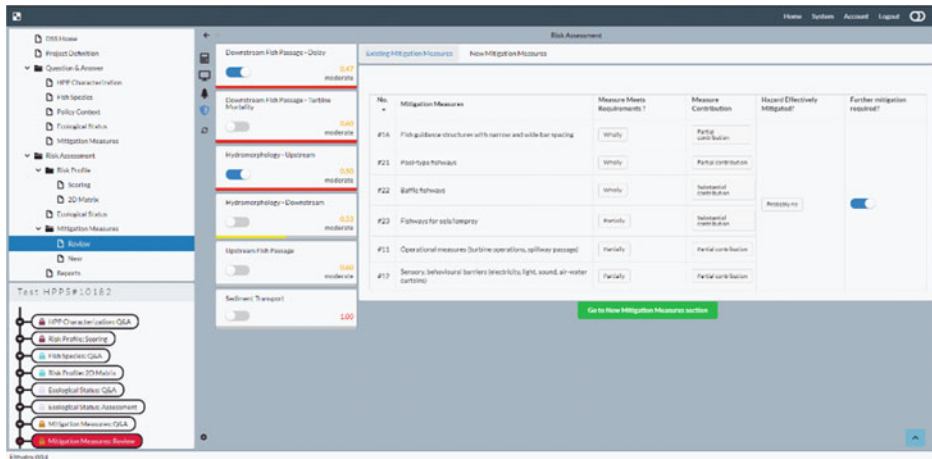 Home System Account Logout
DSS Home
Project Definition
Question & Answer
HPP Characterization
Fish Species
Policy Context
Ecological Status
Mitigation Measures
Risk Assessment
Risk Profile
Scoring
2D Matrix
Ecological Status
Mitigation Measures
Review
New
Reports
Test HPPS#10182
HPP Characterization: Q&A
Risk Profile: Scoring
Fish Species: Q&A
Risk Profile: 2D Matrix
Ecological Status: Q&A
Ecological Status: Assessment
Mitigation Measures: Q&A
Mitigation Measures: Review
Downstream Fish Passage - Delay
0.47
moderate
Downstream Fish Passage - Turbine
Mortality
0.60
moderate
Hydromorphology - Upstream
0.50
moderate
Hydromorphology - Downstream
0.53
moderate
Upstream Fish Passage
0.60
moderate
Sediment Transport
1.00
Risk Assessment
Existing Mitigation Measures New Mitigation Measures
No. Mitigation Measures Measure Meets Requirements ? Measure Contribution Hazard Effectively Mitigated? Further mitigation required?
#16 Fish guidance structures with narrow and wide bar spacing Wholly Partial contribution
#21 Pool-type fishways Wholly Partial contribution
#22 Baffle fishways Wholly Substantial contribution
Probably no
#23 Fishways for eels lamprey Partially Substantial contribution
#11 Operational measures (turbine operations, spillway passage) Partially Partial contribution
#12 Sensory, behavioural barriers (electricity, light, sound, air-water curtains) Partially Partial contribution
Go to New Mitigation Measures section